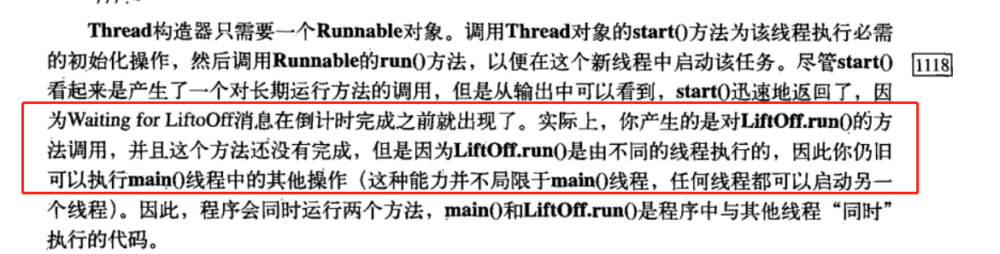 Thread构造器只需要一个Runnable对象。调用Thread对象的start()方法为该线程执行必需
的初始化操作，然后调用Runnable的run()方法，以便在这个新线程中启动该任务。尽管start()
1118
看起来是产生了一个对长期运行方法的调用，但是从输出中可以看到，start()迅速地返回了，因
为Waiting for LiftoOff消息在倒计时完成之前就出现了。实际上，你产生的是对LiftOff.run()的方
法调用，并且这个方法还没有完成，但是因为LiftOff.run()是由不同的线程执行的，因此你仍旧
可以执行main()线程中的其他操作（这种能力并不局限于main()线程，任何线程都可以启动另一
个线程）。因此，程序会同时运行两个方法，main()和LiftOff.run()是程序中与其他线程“同时”
执行的代码。